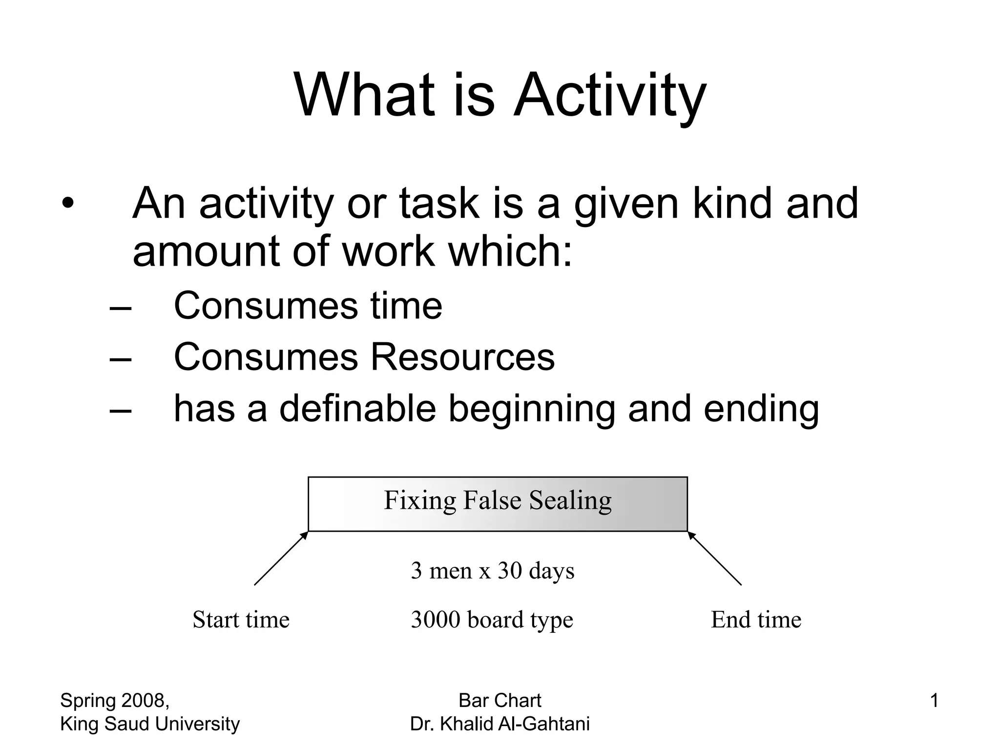 What is Activity
• An activity or task is a given kind and
amount of work which:
– Consumes time
– Consumes Resources
– has a definable beginning and ending
Fixing False Sealing
3 men x 30 days
Start time
3000 board type
End time
Spring 2008,
King Saud University
Bar Chart
Dr. Khalid Al-Gahtani
1